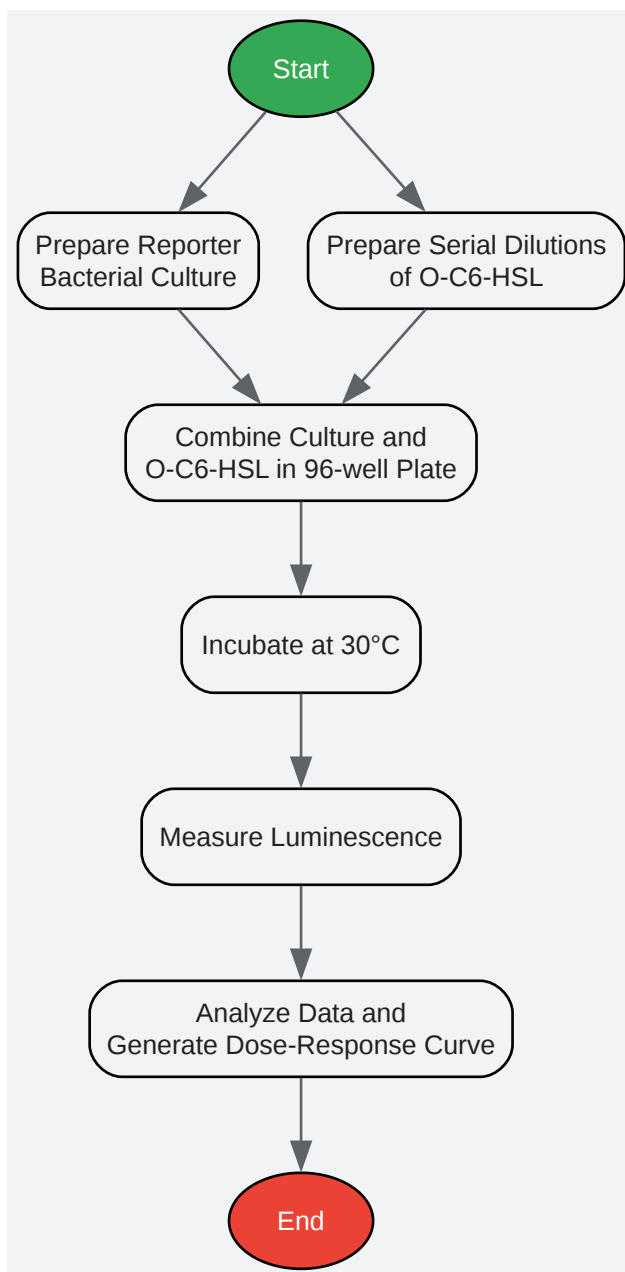 Start
Prepare Reporter
Bacterial Culture
Prepare Serial Dilutions
of O-C6-HSL
Combine Culture and
O-C6-HSL in 96-well Plate
Incubate at 30°C
Measure Luminescence
Analyze Data and
Generate Dose-Response Curve
End